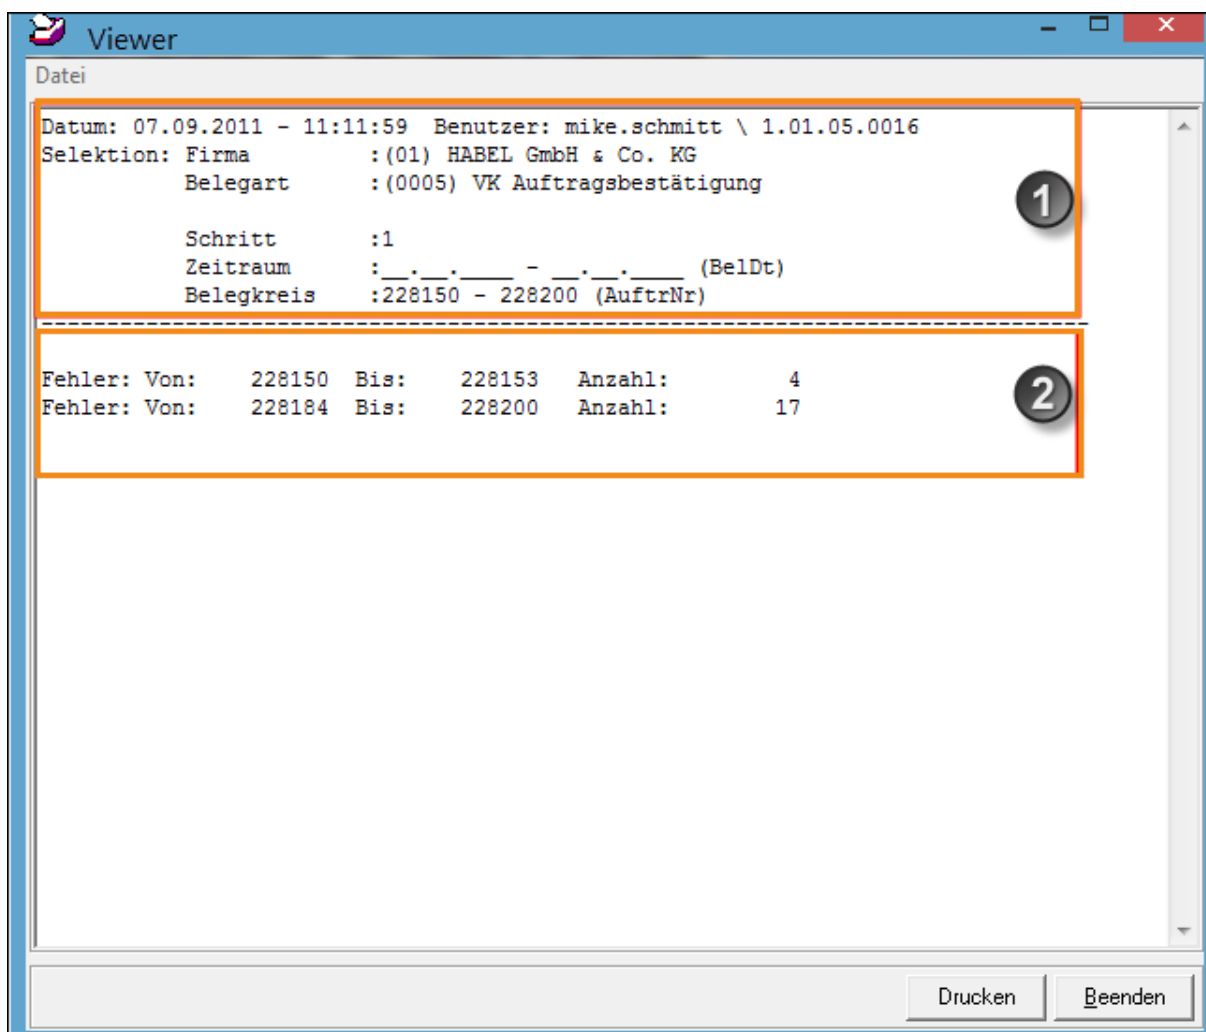 Viewer
Datei
Datum: 07.09.2011 - 11:11:59  Benutzer: mike.schmitt \ 1.01.05.0016
Selektion: Firma         :(01) HABEL GmbH & Co. KG
           Belegart      :(0005) VK Auftragsbestätigung
1
           Schritt       :1
           Zeitraum      :__.__.____ - __.__.____ (BelDt)
           Belegkreis    :228150 - 228200 (AuftrNr)
--------------------------------------------------------------------------------
Fehler: Von:    228150  Bis:    228153   Anzahl:         4
Fehler: Von:    228184  Bis:    228200   Anzahl:        17
2
Drucken
Beenden